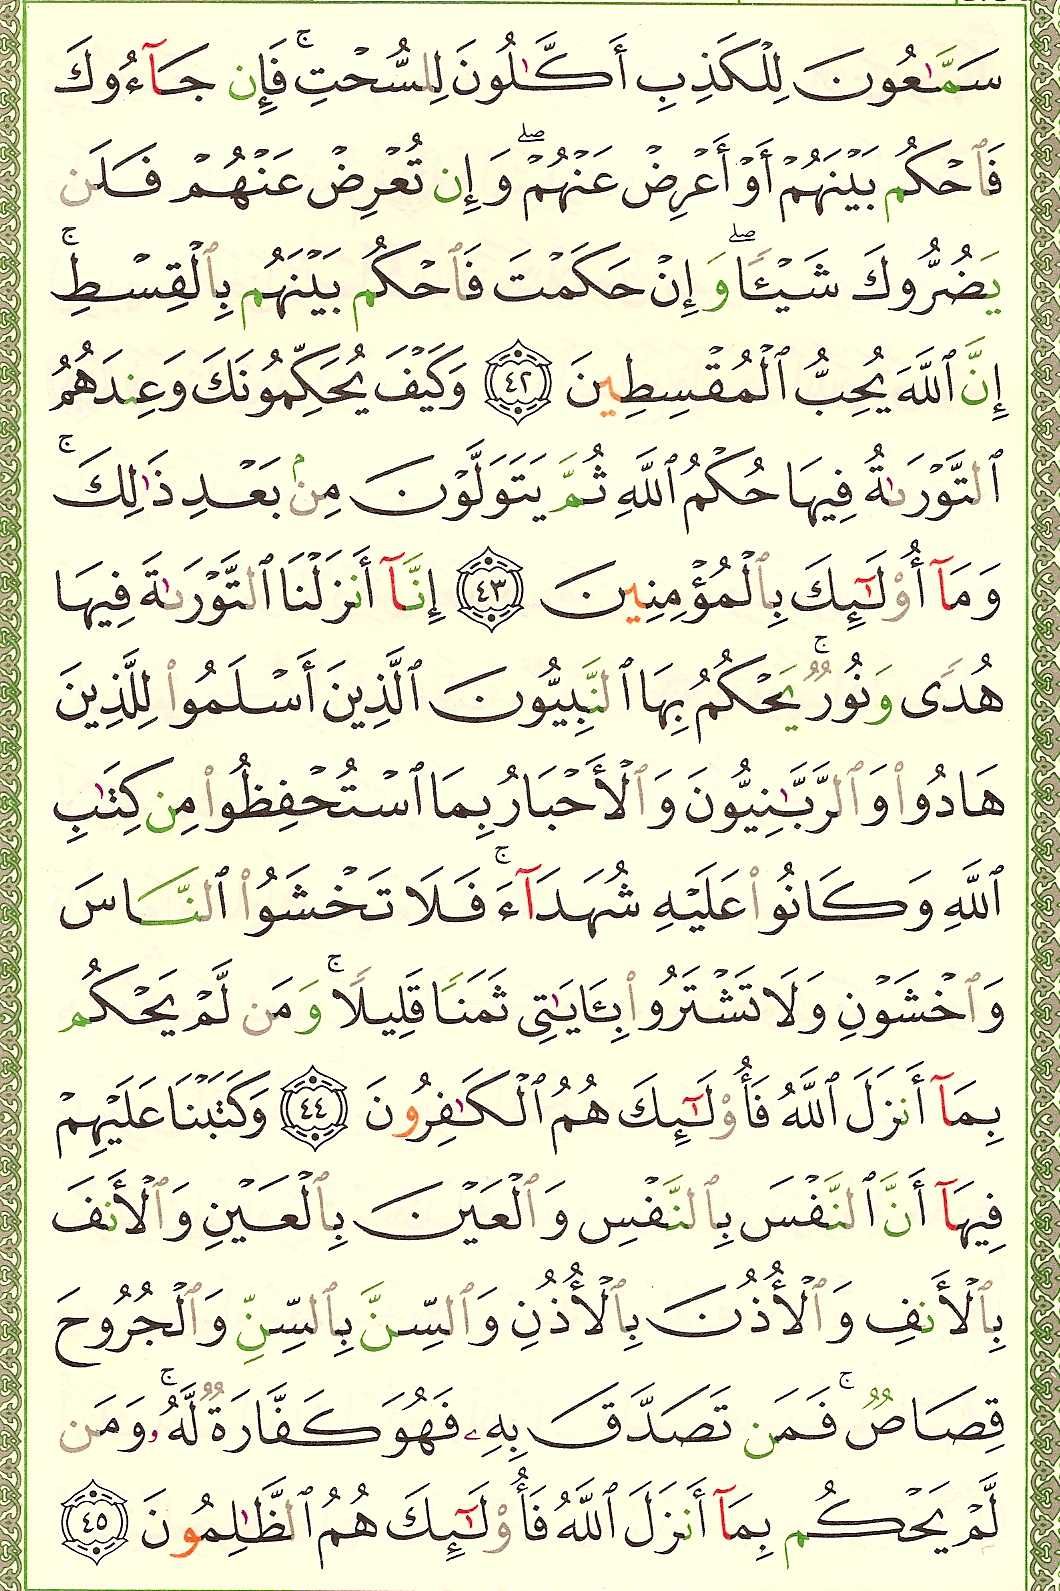 سَمَّـٰعُونَ لِلْكَذِبِ أَكَّـٰلُونَ لِلسُّحْتِ ۚ فَإِن جَآءُوكَ
فَٱحْكُم بَيْنَهُمْ أَوْ أَعْرِضْ عَنْهُمْ ۖ وَإِن تُعْرِضْ عَنْهُمْ فَلَن
يَضُرُّوكَ شَيْـًٔا ۖ وَإِنْ حَكَمْتَ فَٱحْكُم بَيْنَهُم بِٱلْقِسْطِ ۚ
إِنَّ ٱللَّهَ يُحِبُّ ٱلْمُقْسِطِينَ ٤٢ وَكَيْفَ يُحَكِّمُونَكَ وَعِندَهُمُ
ٱلتَّوْرَىٰةُ فِيهَا حُكْمُ ٱللَّهِ ثُمَّ يَتَوَلَّوْنَ مِنۢ بَعْدِ ذَٰلِكَ ۚ
وَمَآ أُو۟لَـٰٓئِكَ بِٱلْمُؤْمِنِينَ ٤٣ إِنَّآ أَنزَلْنَا ٱلتَّوْرَىٰةَ فِيهَا
هُدًى وَنُورٌ ۚ يَحْكُمُ بِهَا ٱلنَّبِيُّونَ ٱلَّذِينَ أَسْلَمُوا۟ لِلَّذِينَ
هَادُوا۟ وَٱلرَّبَّـٰنِيُّونَ وَٱلْأَحْبَارُ بِمَا ٱسْتُحْفِظُوا۟ مِن كِتَـٰبِ
ٱللَّهِ وَكَانُوا۟ عَلَيْهِ شُهَدَآءَ ۚ فَلَا تَخْشَوُا۟ ٱلنَّاسَ
وَٱخْشَوْنِ وَلَا تَشْتَرُوا۟ بِـَٔايَـٰتِى ثَمَنًا قَلِيلًا ۚ وَمَن لَّمْ يَحْكُم
بِمَآ أَنزَلَ ٱللَّهُ فَأُو۟لَـٰٓئِكَ هُمُ ٱلْكَـٰفِرُونَ ٤٤ وَكَتَبْنَا عَلَيْهِمْ
فِيهَآ أَنَّ ٱلنَّفْسَ بِٱلنَّفْسِ وَٱلْعَيْنَ بِٱلْعَيْنِ وَٱلْأَنفَ
بِٱلْأَنفِ وَٱلْأُذُنَ بِٱلْأُذُنِ وَٱلسِّنَّ بِٱلسِّنِّ وَٱلْجُرُوحَ
قِصَاصٌ ۚ فَمَن تَصَدَّقَ بِهِۦ فَهُوَ كَفَّارَةٌ لَّهُۥ ۚ وَمَن
لَّمْ يَحْكُم بِمَآ أَنزَلَ ٱللَّهُ فَأُو۟لَـٰٓئِكَ هُمُ ٱلظَّـٰلِمُونَ ٤٥